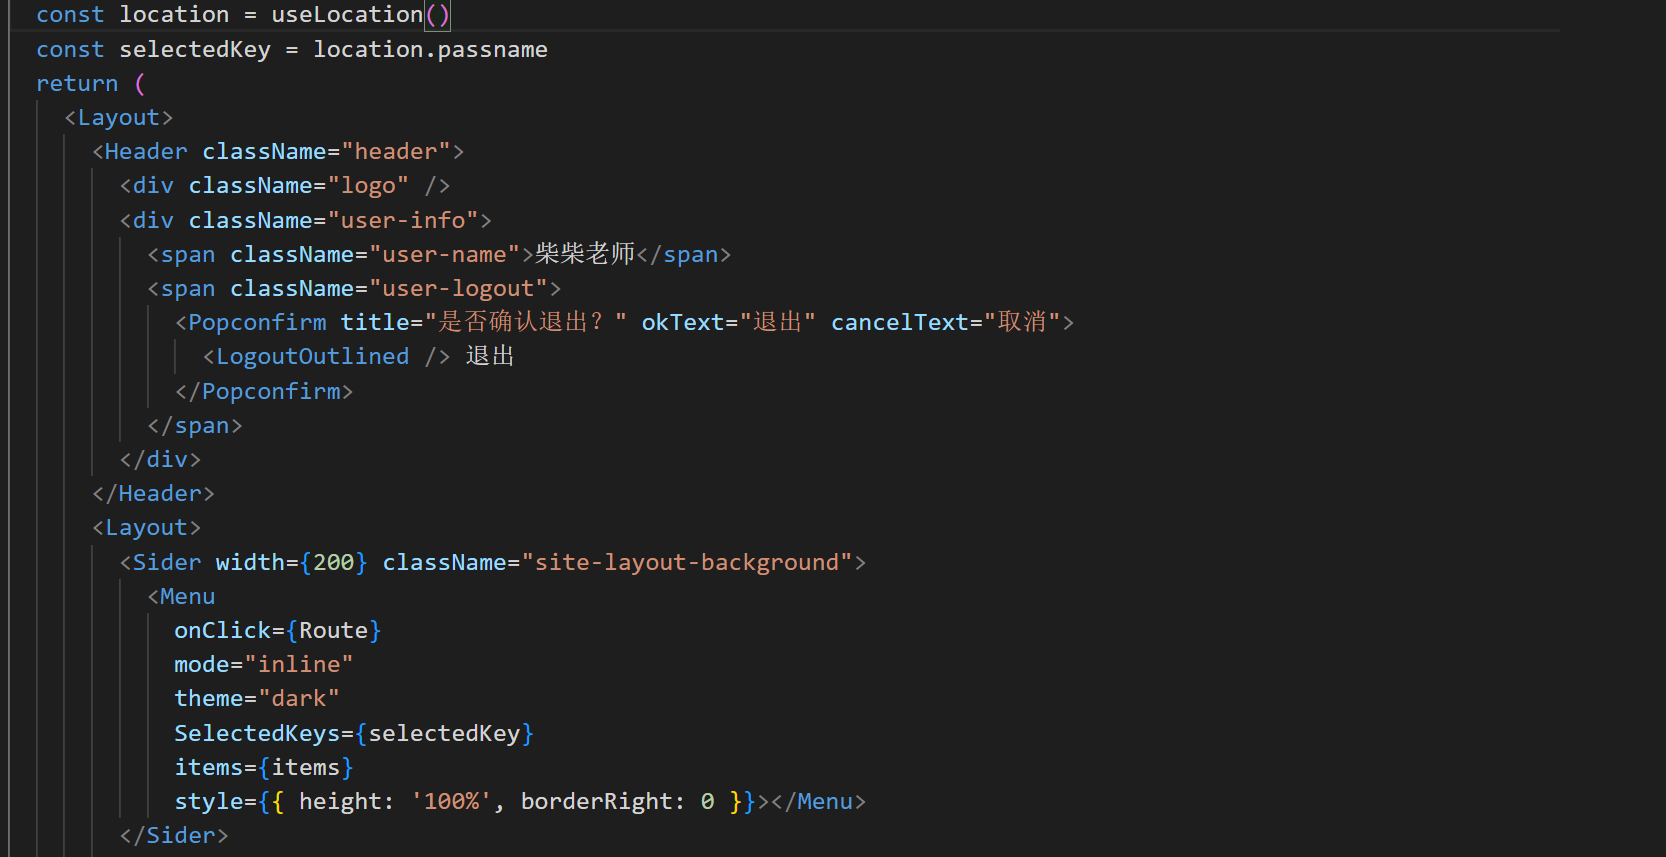 const location = useLocation()
const selectedKey = location.passname
return (
<Layout>
<Header className="header">
<div className="logo" />
<div className="user-info">
<span className="user-name">柴柴老师</span>
<span className="user-logout">
<Popconfirm title="是否确认退出？" okText="退出" cancelText="取消">
<LogoutOutlined /> 退出
</Popconfirm>
</span>
</div>
</Header>
<Layout>
<Sider width={200} className="site-layout-background">
<Menu
onClick={Route}
mode="inline"
theme="dark"
SelectedKeys={selectedKey}
items={items}
style={{ height: '100%', borderRight: 0 }}></Menu>
</Sider>